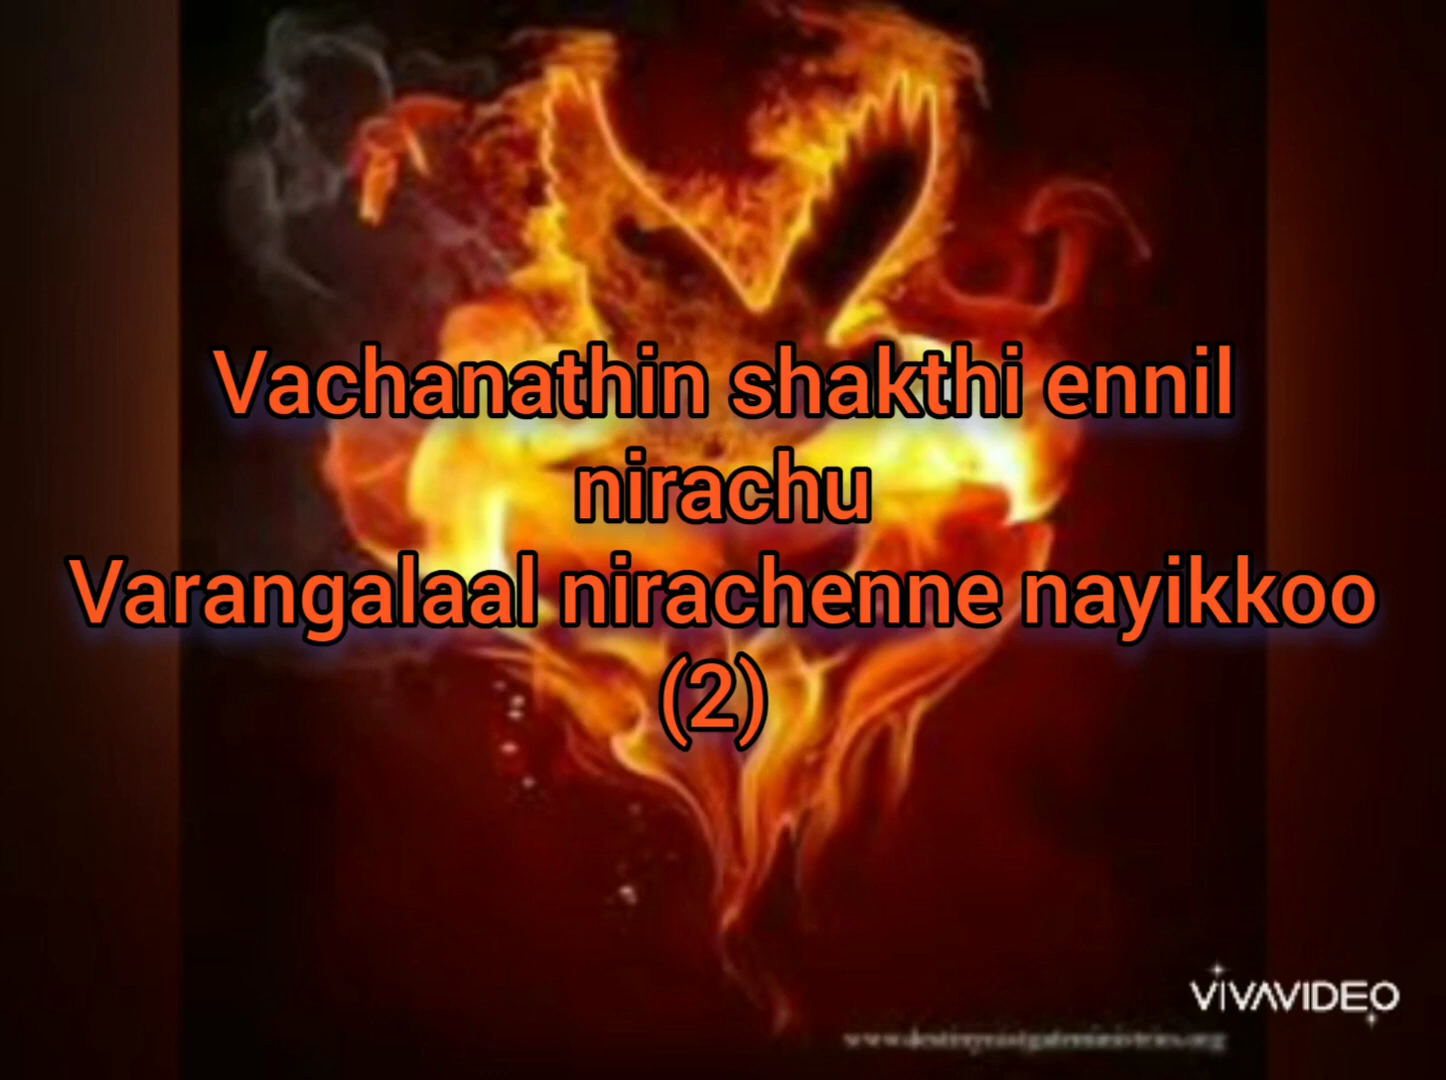 Vachanathin shakthi ennil
nirachu
Varangalaal nirachenne nayikkoo
(2)
VIVAVIDEO